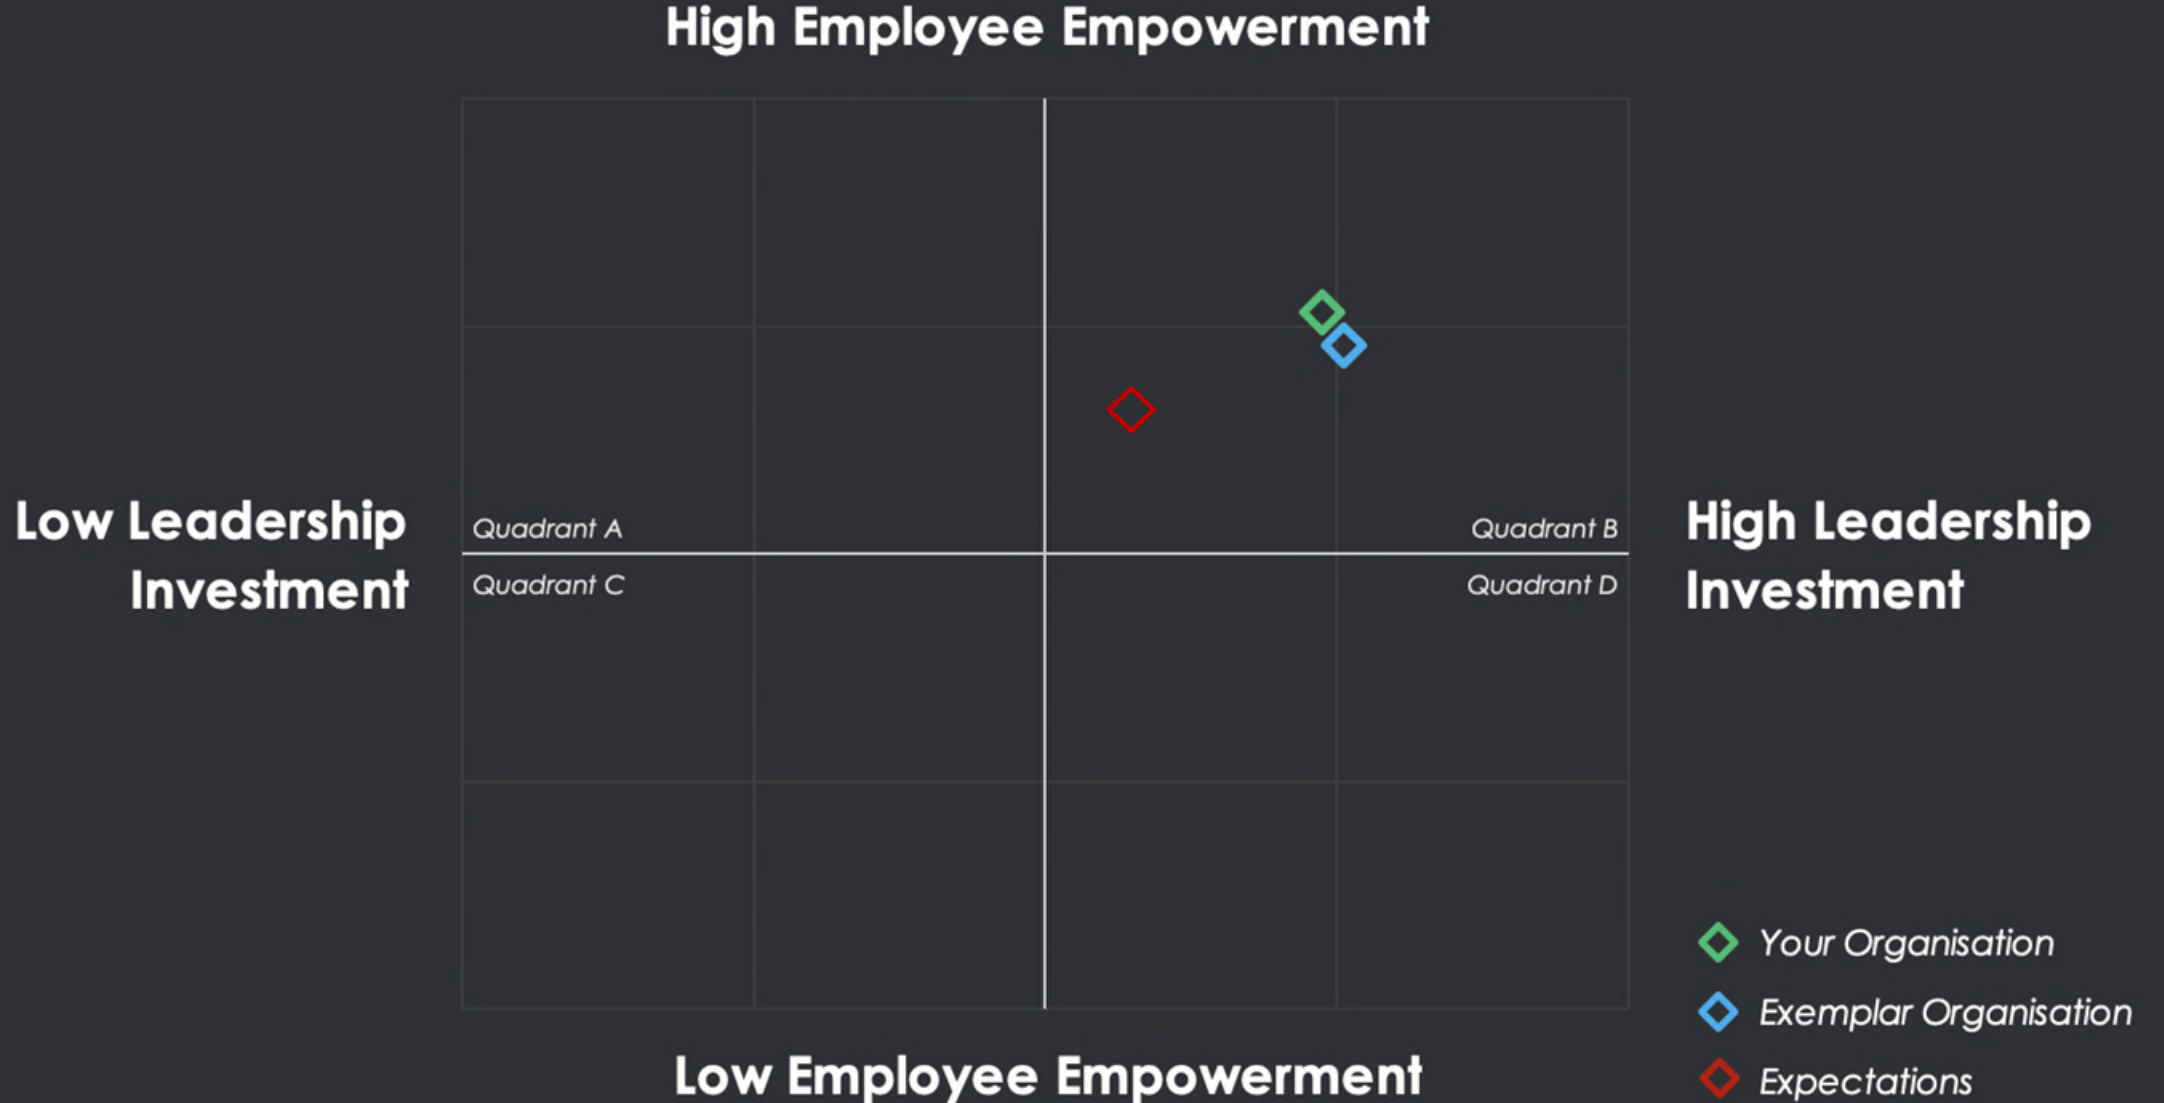 High Employee Empowerment
Low Leadership
Investment
Quadrant A
Quadrant B
High Leadership
Investment
Quadrant C
Quadrant D
Your Organisation
Exemplar Organisation
Expectations
Low Employee Empowerment